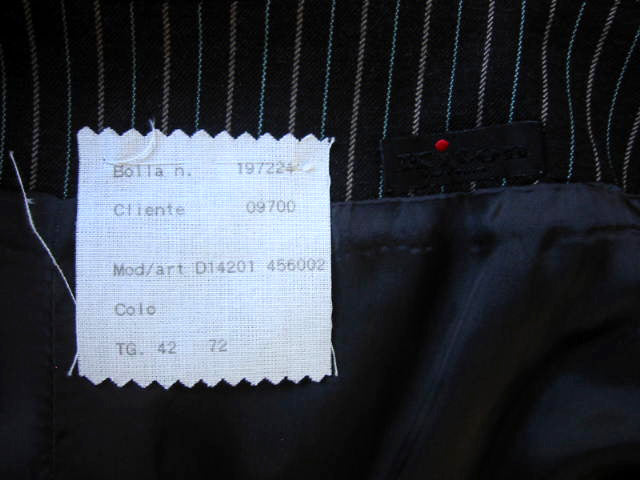 Bolla n. 197224
Cliente 09700
Mod/art D14201 456002
Colo
TG. 42 72